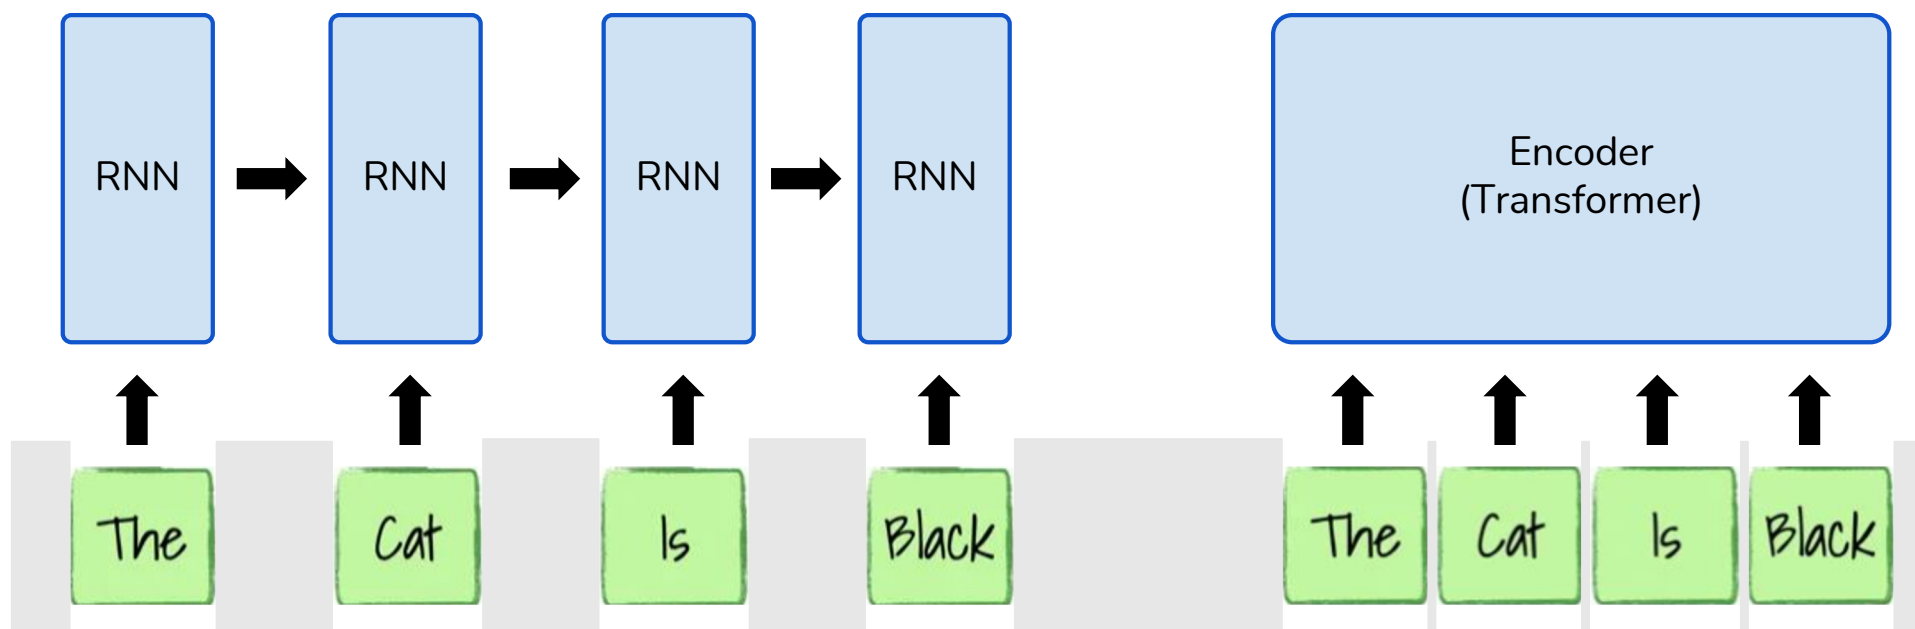 RNN
RNN
RNN
RNN
Encoder
(Transformer)
The
Cat
Is
Black
The
Cat
Is
Black